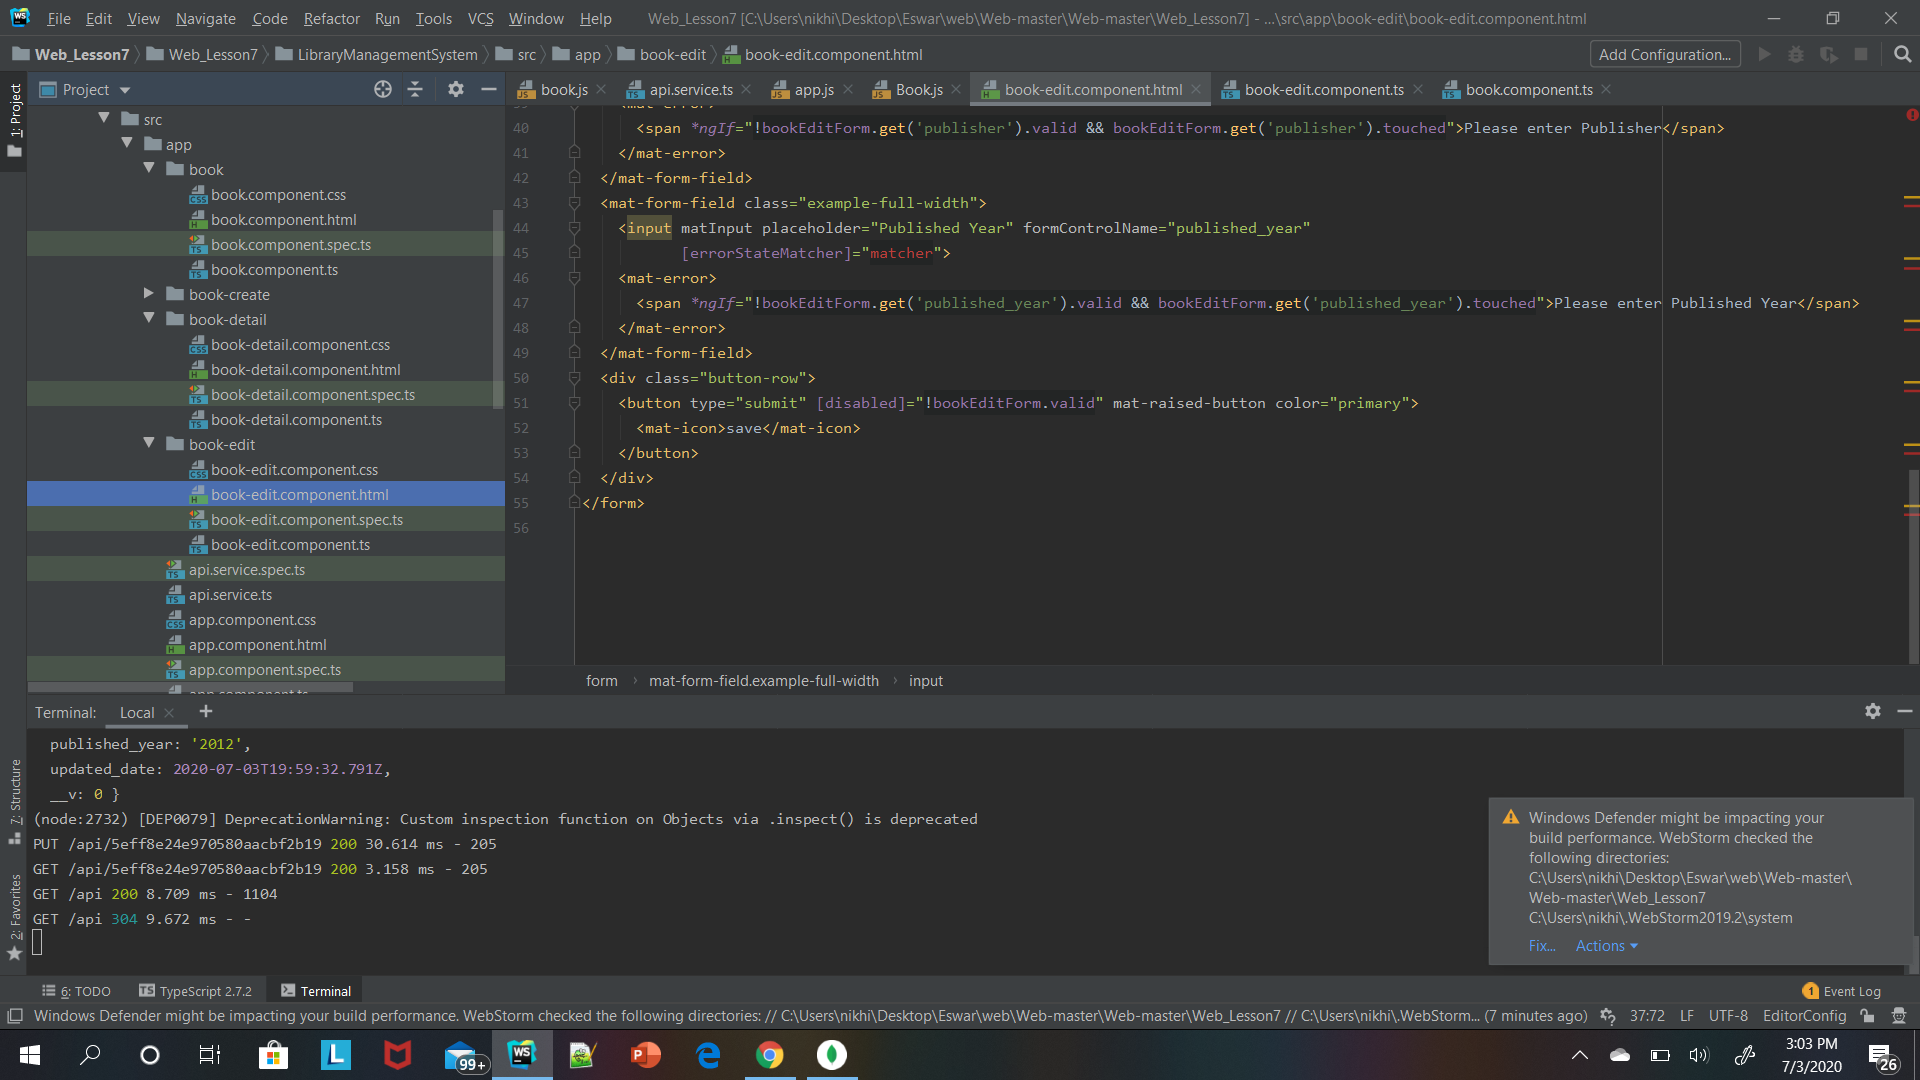 File Edit View Navigate Code Refactor Run Tools VCS Window Help Web_Lesson7 [C:\Users\nikhi\Desktop\Eswar\web\Web-master\Web-master\Web_Lesson7] - ...\src\app\book-edit\book-edit.component.html
Web_Lesson7 Web_Lesson7 LibraryManagementSystem src app book-edit book-edit.component.html Add Configuration...
1: Project
Project
book.js api.service.ts app.js Book.js book-edit.component.html book-edit.component.ts book.component.ts
src
app
book
book.component.css
book.component.html
book.component.spec.ts
book.component.ts
book-create
book-detail
book-detail.component.css
book-detail.component.html
book-detail.component.spec.ts
book-detail.component.ts
book-edit
book-edit.component.css
book-edit.component.html
book-edit.component.spec.ts
book-edit.component.ts
api.service.spec.ts
api.service.ts
app.component.css
app.component.html
app.component.spec.ts
app.component.ts
39 <mat-error>
40 <span *ngIf="!bookEditForm.get('publisher').valid && bookEditForm.get('publisher').touched">Please enter Publisher</span>
41 </mat-error>
42 </mat-form-field>
43 <mat-form-field class="example-full-width">
44 <input matInput placeholder="Published Year" formControlName="published_year"
45 [errorStateMatcher]="matcher">
46 <mat-error>
47 <span *ngIf="!bookEditForm.get('published_year').valid && bookEditForm.get('published_year').touched">Please enter Published Year</span>
48 </mat-error>
49 </mat-form-field>
50 <div class="button-row">
51 <button type="submit" [disabled]="!bookEditForm.valid" mat-raised-button color="primary">
52 <mat-icon>save</mat-icon>
53 </button>
54 </div>
55 </form>
56
form › mat-form-field.example-full-width › input
Terminal: Local +
published_year: '2012',
updated_date: 2020-07-03T19:59:32.791Z,
__v: 0 }
(node:2732) [DEP0079] DeprecationWarning: Custom inspection function on Objects via .inspect() is deprecated
PUT /api/5eff8e24e970580aacbf2b19 200 30.614 ms - 205
GET /api/5eff8e24e970580aacbf2b19 200 3.158 ms - 205
GET /api 200 8.709 ms - 1104
GET /api 304 9.672 ms - -
7: Structure
2: Favorites
Windows Defender might be impacting your
build performance. WebStorm checked the
following directories:
C:\Users\nikhi\Desktop\Eswar\web\Web-master\
Web-master\Web_Lesson7
C:\Users\nikhi\.WebStorm2019.2\system
Fix... Actions
6: TODO TypeScript 2.7.2 Terminal 1 Event Log
Windows Defender might be impacting your build performance. WebStorm checked the following directories: // C:\Users\nikhi\Desktop\Eswar\web\Web-master\Web-master\Web_Lesson7 // C:\Users\nikhi\.WebStorm... (7 minutes ago) 37:72 LF UTF-8 EditorConfig
L 99+ WS P
3:03 PM
7/3/2020
26